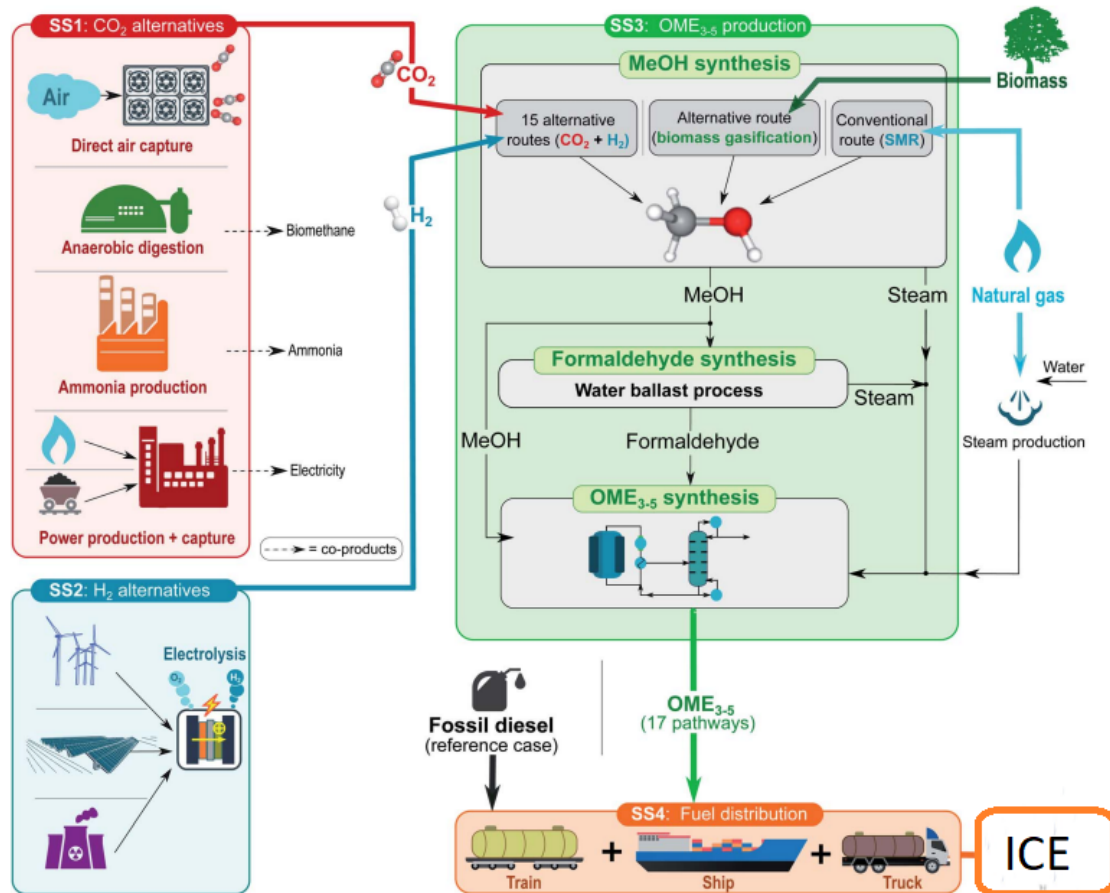 SS1: CO₂ alternatives
Air
Direct air capture
Anaerobic digestion
Biomethane
Ammonia production
Ammonia
Electricity
Power production + capture
= co-products
CO₂
H₂
SS2: H₂ alternatives
Electrolysis
O₂
H₂
SS3: OME₃₋₅ production
MeOH synthesis
15 alternative
routes (CO₂ + H₂)
Alternative route
(biomass gasification)
Conventional
route (SMR)
Biomass
MeOH
Steam
Natural gas
Formaldehyde synthesis
Water ballast process
Steam
Water
Steam production
MeOH
Formaldehyde
OME₃₋₅ synthesis
Fossil diesel
(reference case)
OME₃₋₅
(17 pathways)
SS4: Fuel distribution
Train
+
Ship
+
Truck
ICE